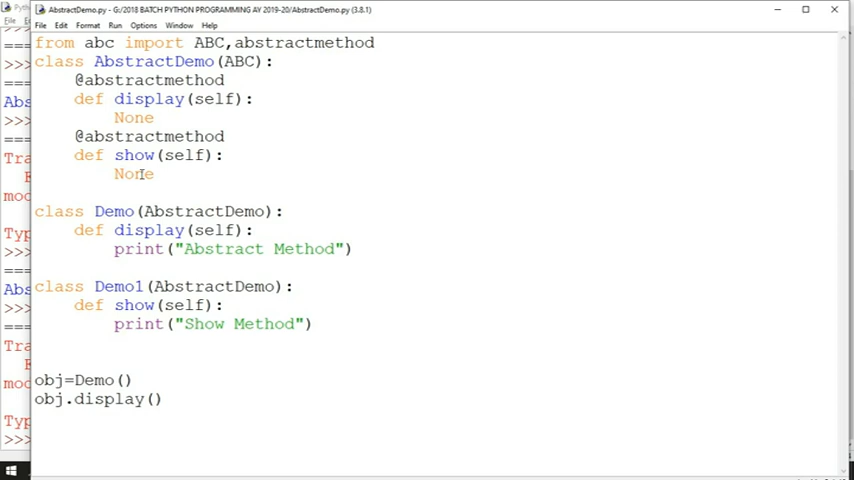 AbstractDemo.py - G:/2018 BATCH PYTHON PROGRAMMING AY 2019-20/AbstractDemo.py (3.8.1)
File Edit Format Run Options Window Help
from abc import ABC,abstractmethod
class AbstractDemo(ABC):
    @abstractmethod
    def display(self):
        None
    @abstractmethod
    def show(self):
        None
class Demo(AbstractDemo):
    def display(self):
        print("Abstract Method")
class Demo1(AbstractDemo):
    def show(self):
        print("Show Method")
obj=Demo()
obj.display()